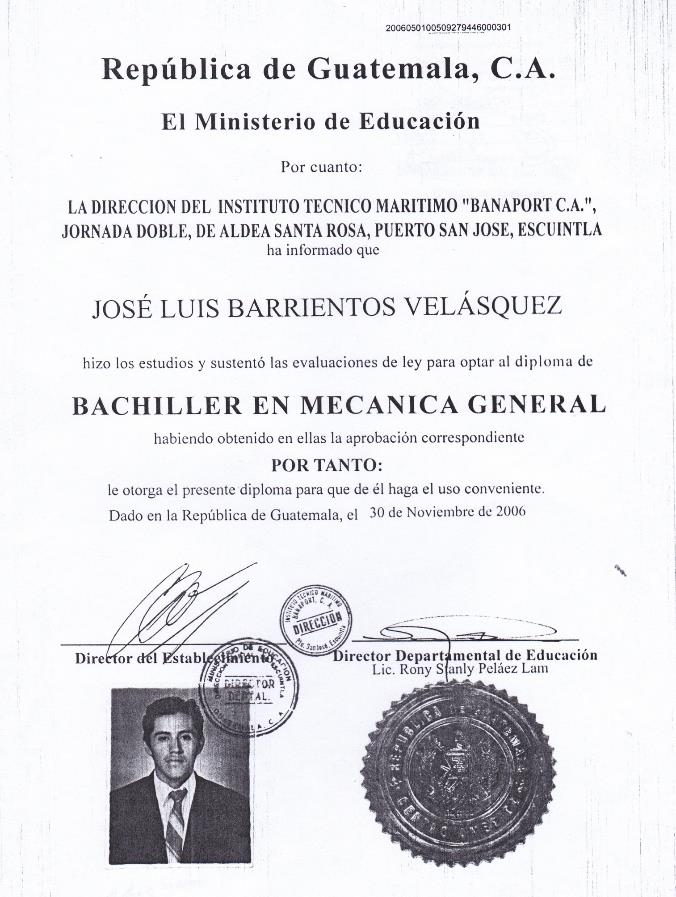 2006050100509279446000301
República de Guatemala, C.A.
El Ministerio de Educación
Por cuanto:
LA DIRECCION DEL INSTITUTO TECNICO MARITIMO "BANAPORT C.A.",
JORNADA DOBLE, DE ALDEA SANTA ROSA, PUERTO SAN JOSE, ESCUINTLA
ha informado que
JOSÉ LUIS BARRIENTOS VELÁSQUEZ
hizo los estudios y sustentó las evaluaciones de ley para optar al diploma de
BACHILLER EN MECANICA GENERAL
habiendo obtenido en ellas la aprobación correspondiente
POR TANTO:
le otorga el presente diploma para que de él haga el uso conveniente.
Dado en la República de Guatemala, el 30 de Noviembre de 2006
INSTITUTO TECNICO MARITIMO
BANAPORT, C. A.
DIRECCION
Pto. San José, Escuintla
Director del Establecimiento
Director Departamental de Educación
Lic. Rony Stanly Peláez Lam
MINISTERIO DE EDUCACION
DIRECTOR
DEPTAL.
GUATEMALA, C. A.
REPUBLICA DE GUATEMALA
CENTRO AMERICA